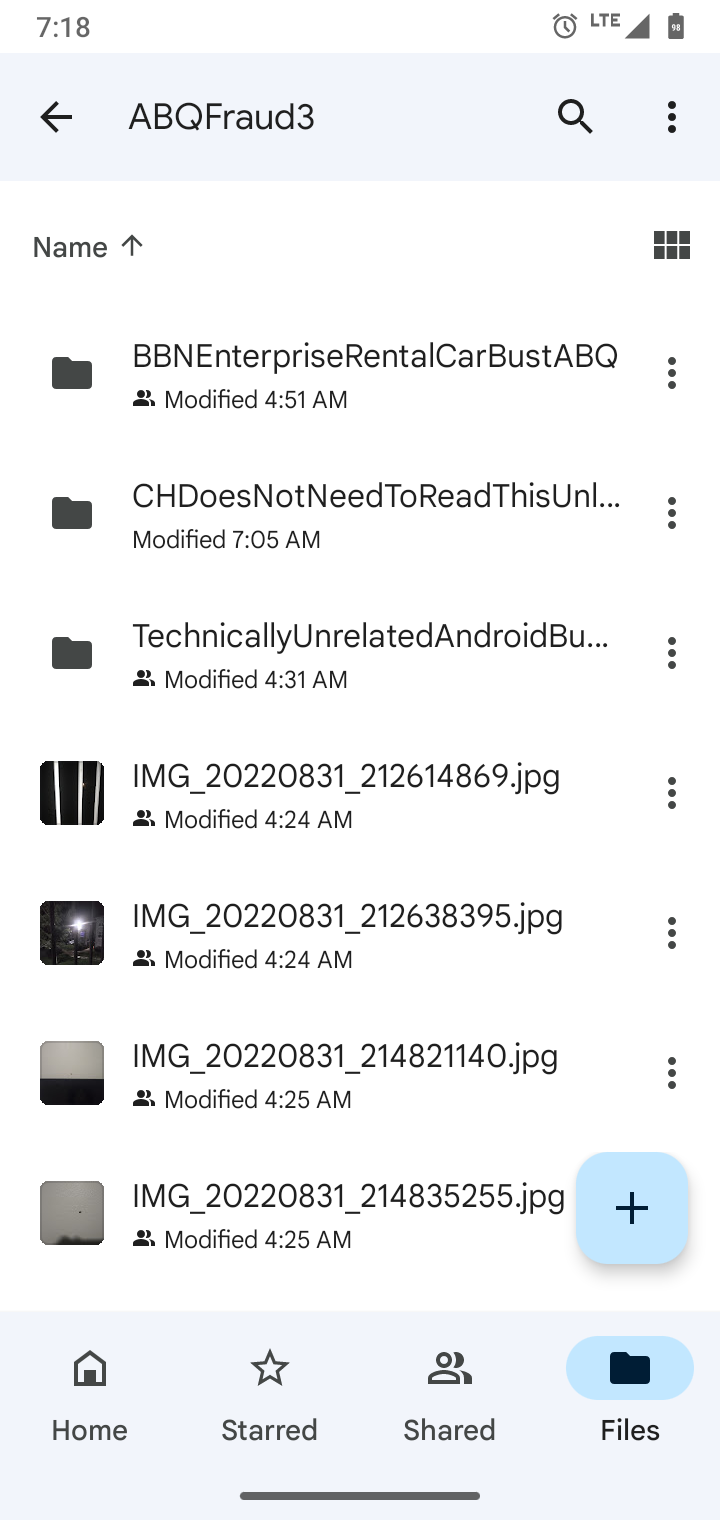 7:18
LTE
98
ABQFraud3
Name
BBNEnterpriseRentalCarBustABQ
Modified 4:51 AM
CHDoesNotNeedToReadThisUnl...
Modified 7:05 AM
TechnicallyUnrelatedAndroidBu...
Modified 4:31 AM
IMG_20220831_212614869.jpg
Modified 4:24 AM
IMG_20220831_212638395.jpg
Modified 4:24 AM
IMG_20220831_214821140.jpg
Modified 4:25 AM
IMG_20220831_214835255.jpg
Modified 4:25 AM
Home
Starred
Shared
Files